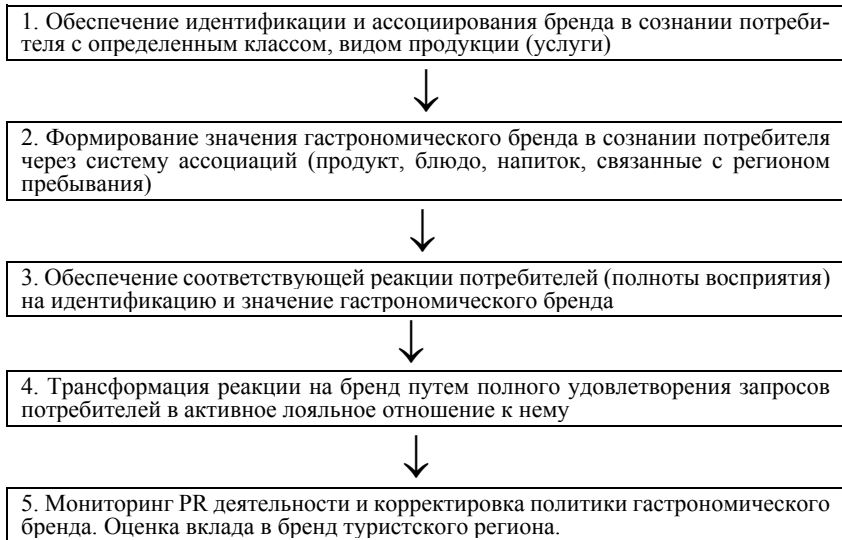 1. Обеспечение идентификации и ассоциирования бренда в сознании потреби-
теля с определенным классом, видом продукции (услуги)
2. Формирование значения гастрономического бренда в сознании потребителя
через систему ассоциаций (продукт, блюдо, напиток, связанные с регионом
пребывания)
3. Обеспечение соответствующей реакции потребителей (полноты восприятия)
на идентификацию и значение гастрономического бренда
4. Трансформация реакции на бренд путем полного удовлетворения запросов
потребителей в активное лояльное отношение к нему
5. Мониторинг PR деятельности и корректировка политики гастрономического
бренда. Оценка вклада в бренд туристского региона.